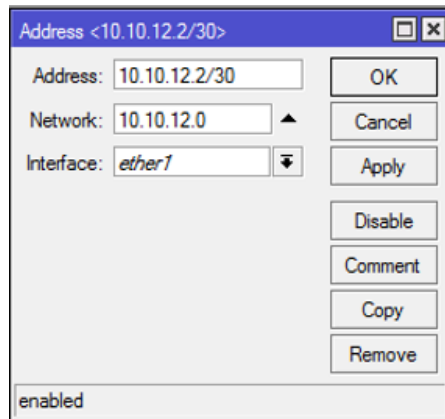 Address <10.10.12.2/30>
Address: 10.10.12.2/30
OK
Network: 10.10.12.0
Cancel
Interface: ether1
Apply
Disable
Comment
Copy
Remove
enabled